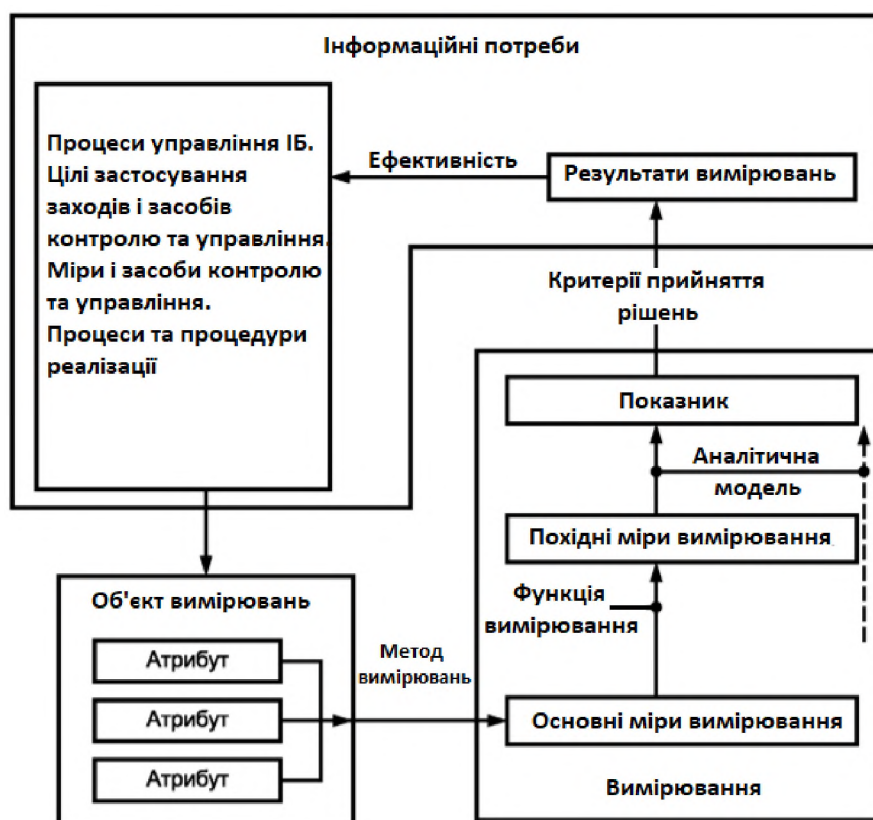 Інформаційні потреби
Процеси управління ІБ.
Цілі застосування
заходів і засобів
контролю та управління.
Міри і засоби контролю
та управління.
Процеси та процедури
реалізації
Ефективність
Результати вимірювань
Критерії прийняття
рішень
Показник
Аналітична
модель
Похідні міри вимірювання
Функція
вимірювання
Об'єкт вимірювань
Атрибут
Атрибут
Атрибут
Метод
вимірювань
Основні міри вимірювання
Вимірювання